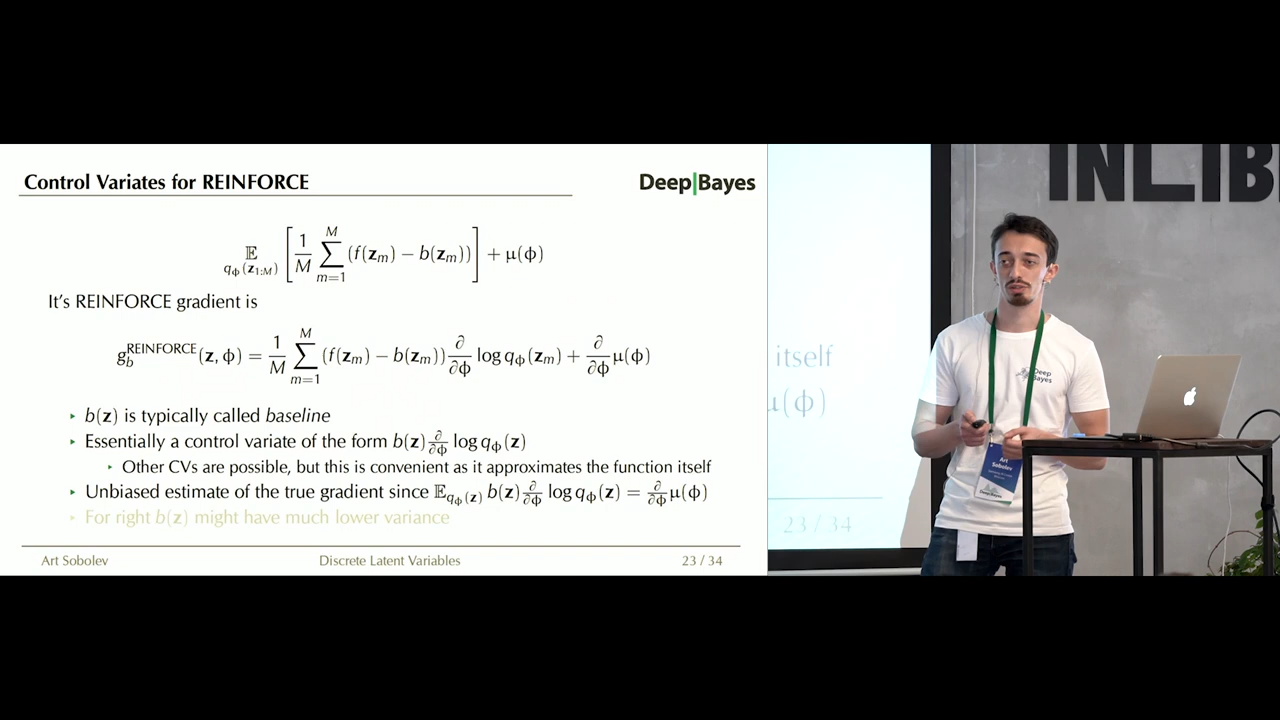 Control Variates for REINFORCE
Deep|Bayes
𝔼_{q_ϕ(z_{1:M})} [ 1/M ∑_{m=1}^{M} (f(z_m) − b(z_m)) ] + μ(ϕ)
It's REINFORCE gradient is
g_b^{REINFORCE}(z, ϕ) = 1/M ∑_{m=1}^{M} (f(z_m) − b(z_m)) ∂/∂ϕ log q_ϕ(z_m) + ∂/∂ϕ μ(ϕ)
‣ b(z) is typically called baseline
‣ Essentially a control variate of the form b(z) ∂/∂ϕ log q_ϕ(z)
‣ Other CVs are possible, but this is convenient as it approximates the function itself
‣ Unbiased estimate of the true gradient since 𝔼_{q_ϕ(z)} b(z) ∂/∂ϕ log q_ϕ(z) = ∂/∂ϕ μ(ϕ)
‣ For right b(z) might have much lower variance
Art Sobolev
Discrete Latent Variables
23 / 34
INLIB
itself
μ(ϕ)
23 / 34
Deep
Bayes
Art
Sobolev
Deep|Bayes